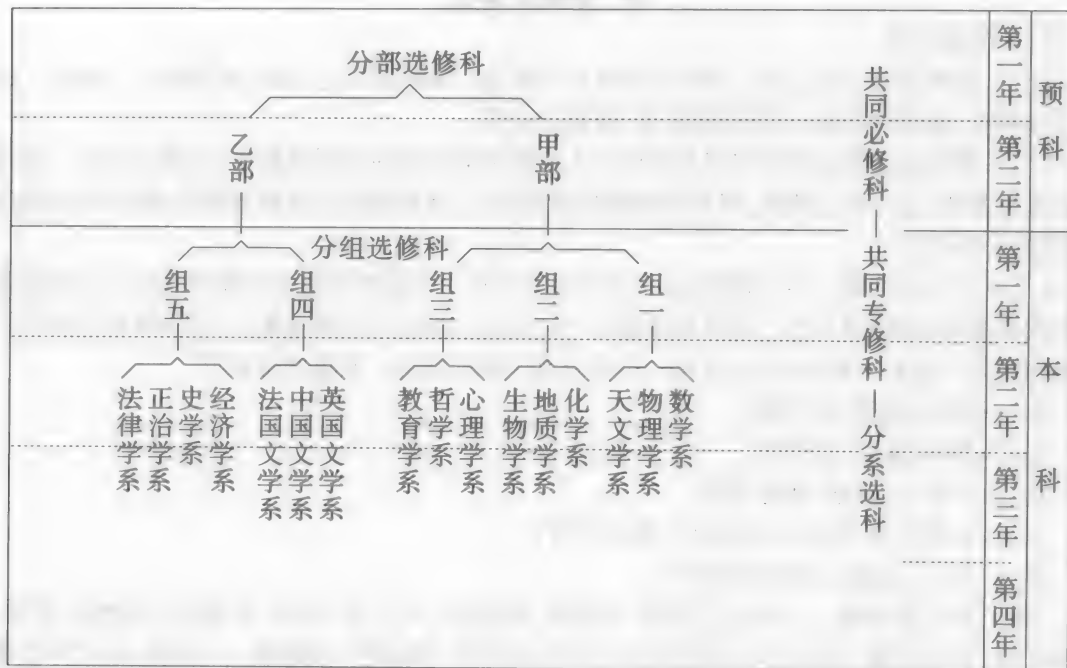 预科
本科
第一年
第二年
第一年
第二年
第三年
第四年
共同必修科——共同专修科——分系选科
分部选修科
甲部
乙部
分组选修科
组一
组二
组三
组四
组五
数学系
物理学系
天文学系
化学系
地质学系
生物学系
心理学系
哲学系
教育学系
英国文学系
中国文学系
法国文学系
经济学系
史学系
正治学系
法律学系